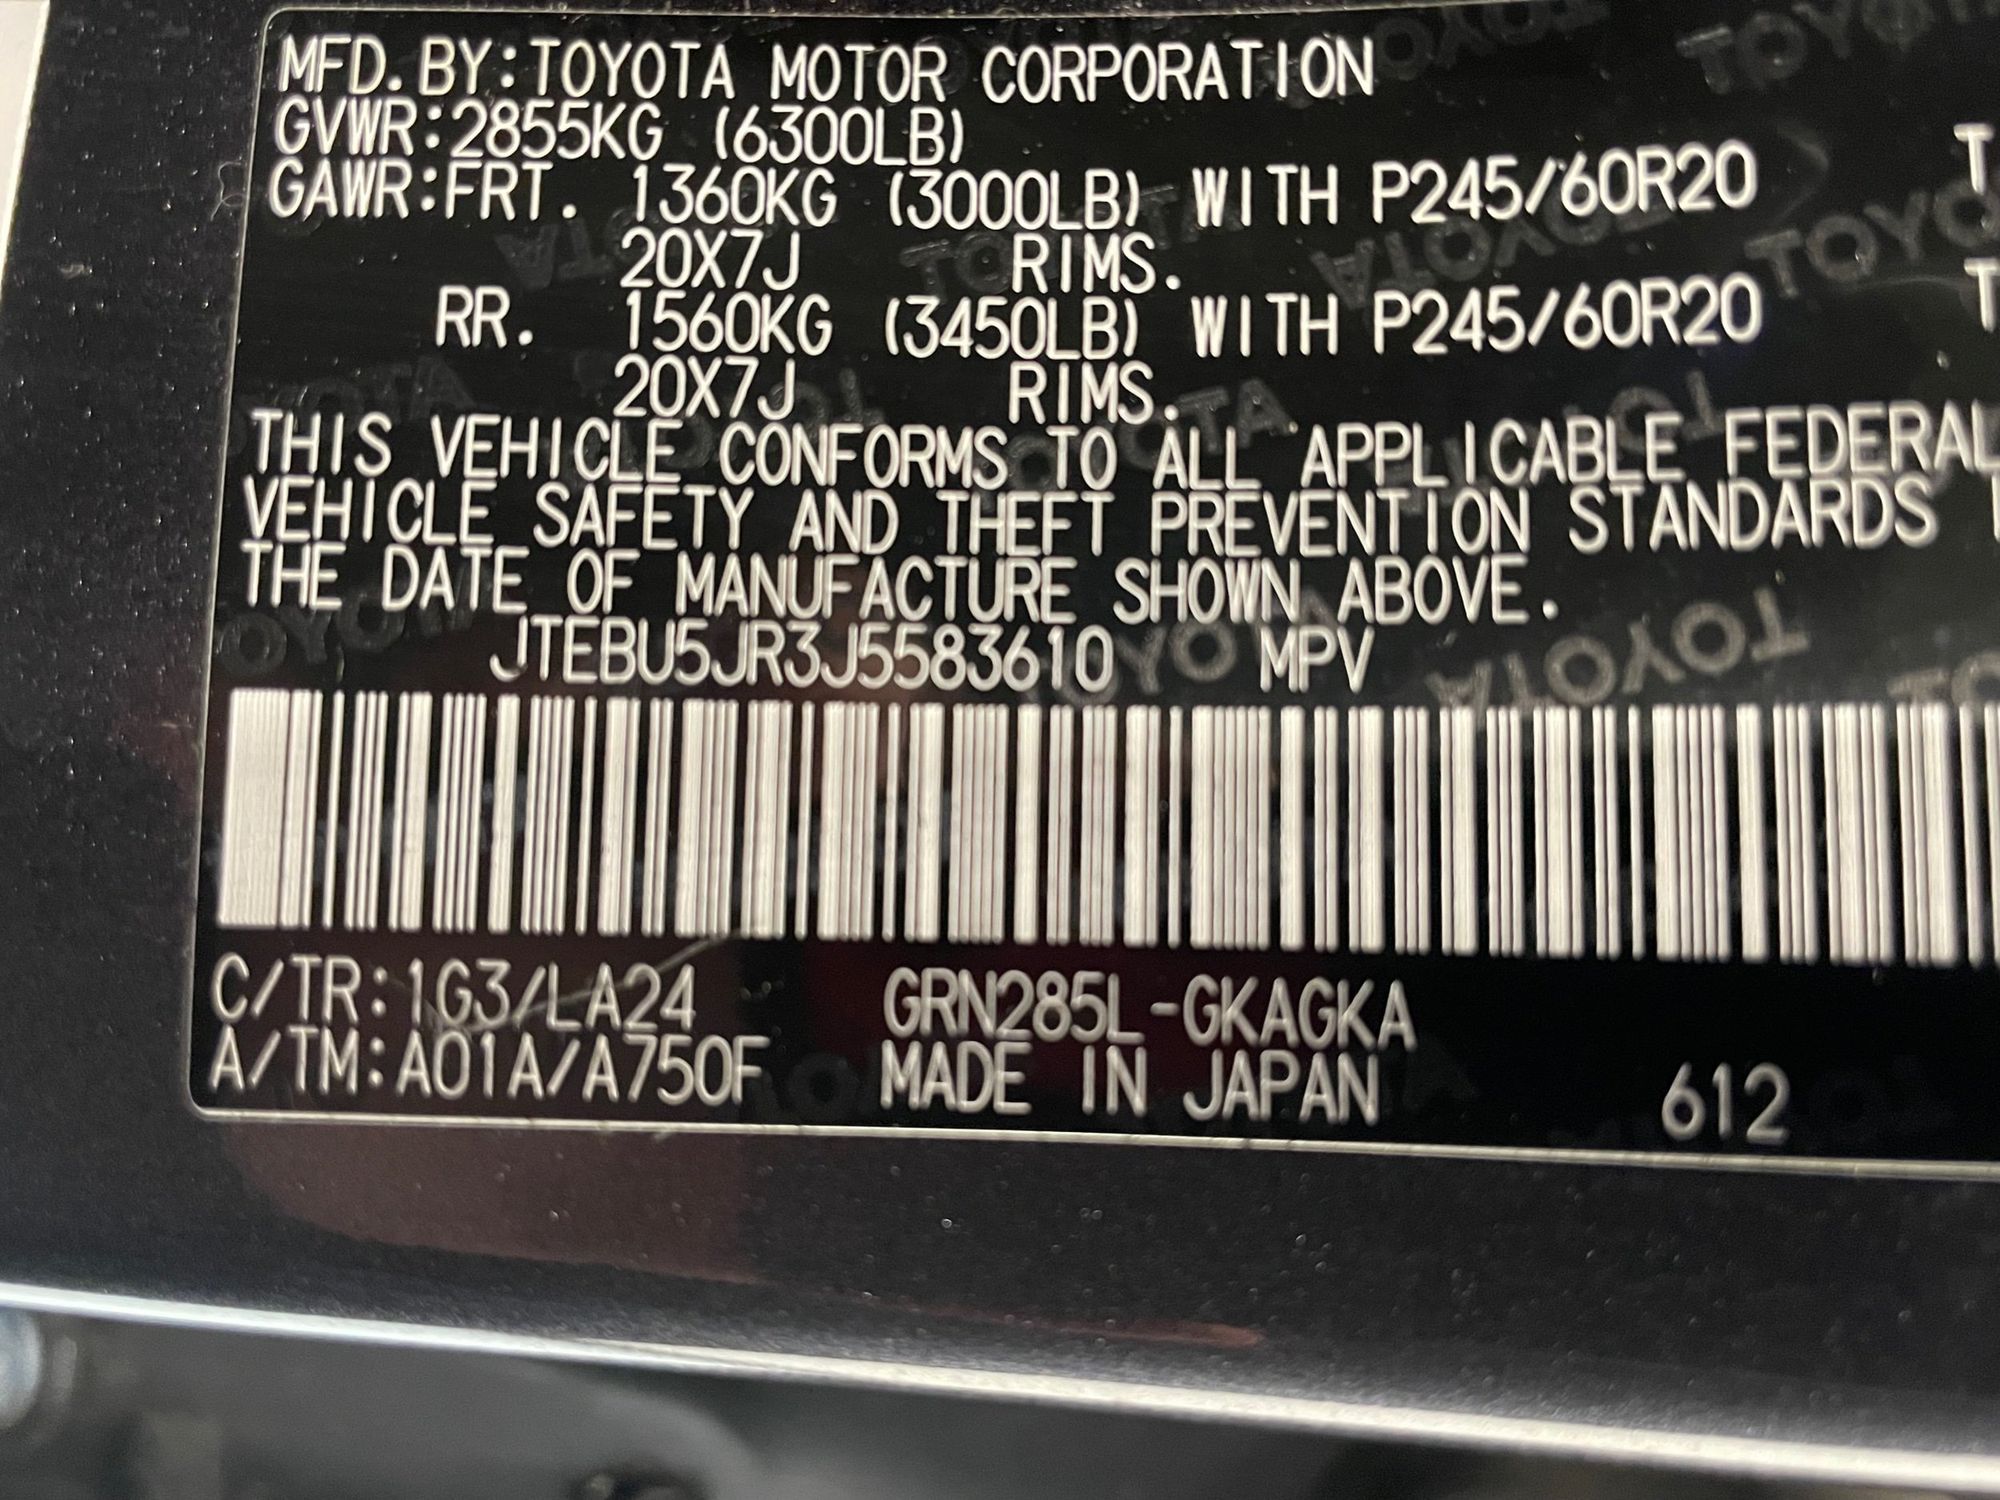 MFD.BY:TOYOTA MOTOR CORPORATION
GVWR:2855KG (6300LB)
GAWR:FRT. 1360KG (3000LB) WITH P245/60R20 T
20X7J RIMS.
RR. 1560KG (3450LB) WITH P245/60R20 T
20X7J RIMS.
THIS VEHICLE CONFORMS TO ALL APPLICABLE FEDERAL
VEHICLE SAFETY AND THEFT PREVENTION STANDARDS
THE DATE OF MANUFACTURE SHOWN ABOVE.
JTEBU5JR3J5583610 MPV
C/TR:1G3/LA24 GRN285L-GKAGKA
A/TM:A01A/A750F MADE IN JAPAN 612